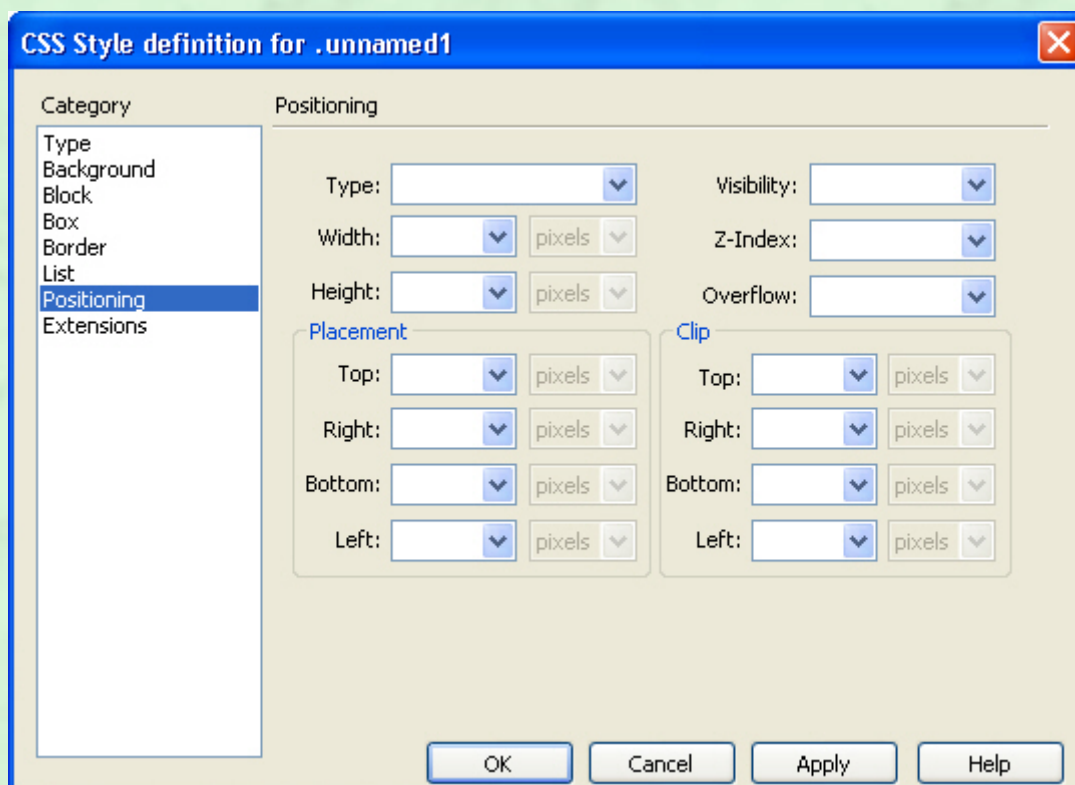 CSS Style definition for .unnamed1
Category
Type
Background
Block
Box
Border
List
Positioning
Extensions
Positioning
Type:
Visibility:
Width: pixels
Z-Index:
Height: pixels
Overflow:
Placement
Top: pixels
Right: pixels
Bottom: pixels
Left: pixels
Clip
Top: pixels
Right: pixels
Bottom: pixels
Left: pixels
OK Cancel Apply Help